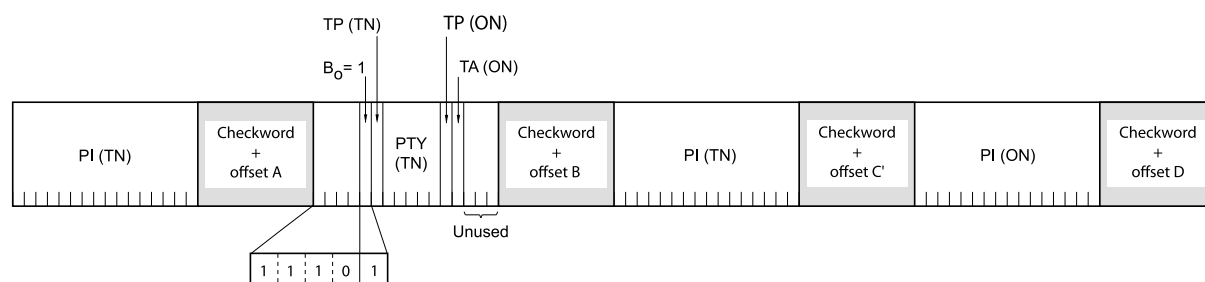 TP (TN)
TP (ON)
Bo= 1
TA (ON)
PI (TN)
Checkword
+
offset A
PTY
(TN)
Checkword
+
offset B
PI (TN)
Checkword
+
offset C'
PI (ON)
Checkword
+
offset D
Unused
1 1 1 0 1